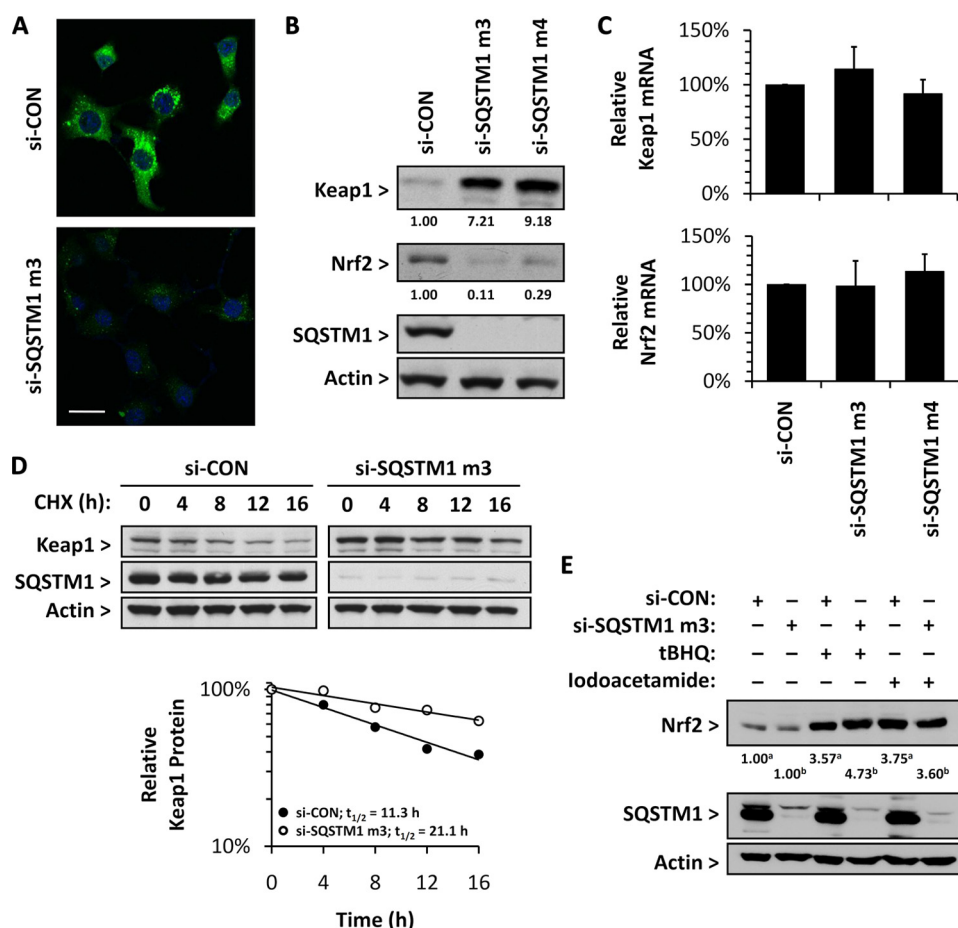 A
si-CON
si-SQSTM1 m3
B
si-CON
si-SQSTM1 m3
si-SQSTM1 m4
Keap1 >
1.00 7.21 9.18
Nrf2 >
1.00 0.11 0.29
SQSTM1 >
Actin >
C
150%
100%
50%
0%
Relative
Keap1 mRNA
150%
100%
50%
0%
Relative
Nrf2 mRNA
si-CON
si-SQSTM1 m3
si-SQSTM1 m4
D
si-CON si-SQSTM1 m3
CHX (h): 0 4 8 12 16 0 4 8 12 16
Keap1 >
SQSTM1 >
Actin >
100%
10%
Relative
Keap1 Protein
si-CON; t1/2 = 11.3 h
si-SQSTM1 m3; t1/2 = 21.1 h
0 4 8 12 16
Time (h)
E
si-CON: + – + – + –
si-SQSTM1 m3: – + – + – +
tBHQ: – – + + – –
Iodoacetamide: – – – – + +
Nrf2 >
1.00a 3.57a 3.75a
1.00b 4.73b 3.60b
SQSTM1 >
Actin >